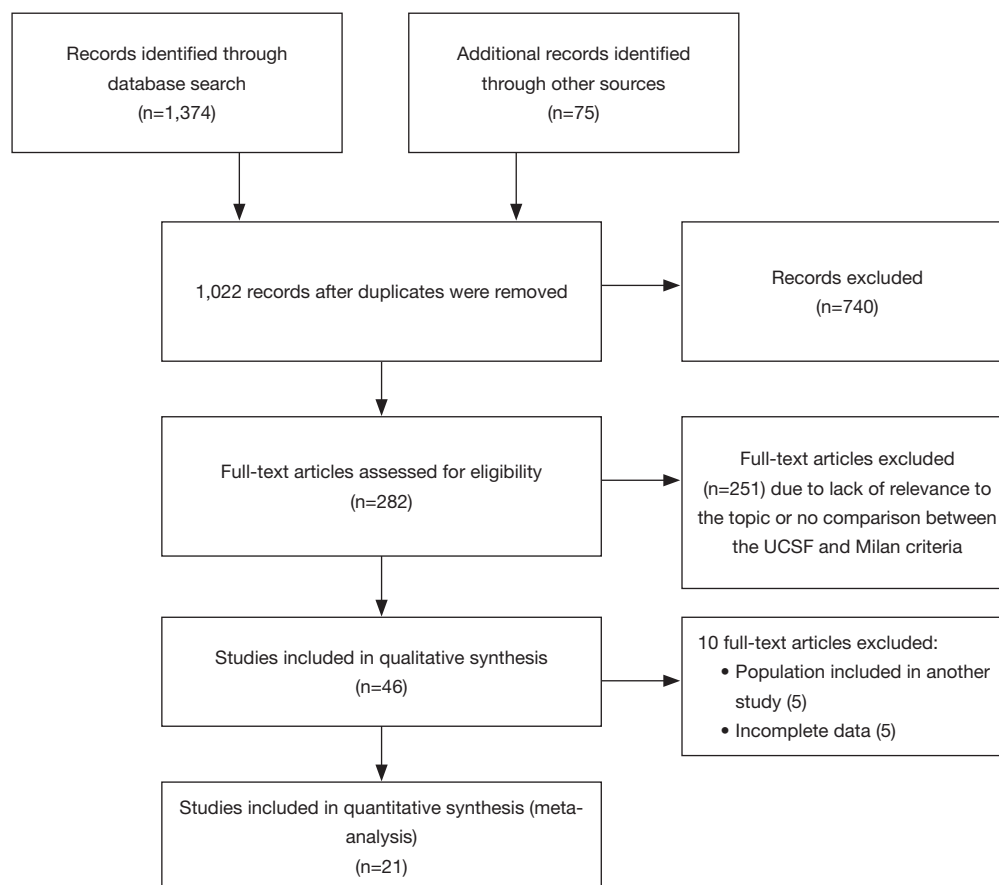 Records identified through
database search
(n=1,374)
Additional records identified
through other sources
(n=75)
1,022 records after duplicates were removed
Records excluded
(n=740)
Full-text articles assessed for eligibility
(n=282)
Full-text articles excluded
(n=251) due to lack of relevance to
the topic or no comparison between
the UCSF and Milan criteria
Studies included in qualitative synthesis
(n=46)
10 full-text articles excluded:
• Population included in another
study (5)
• Incomplete data (5)
Studies included in quantitative synthesis (meta-
analysis)
(n=21)